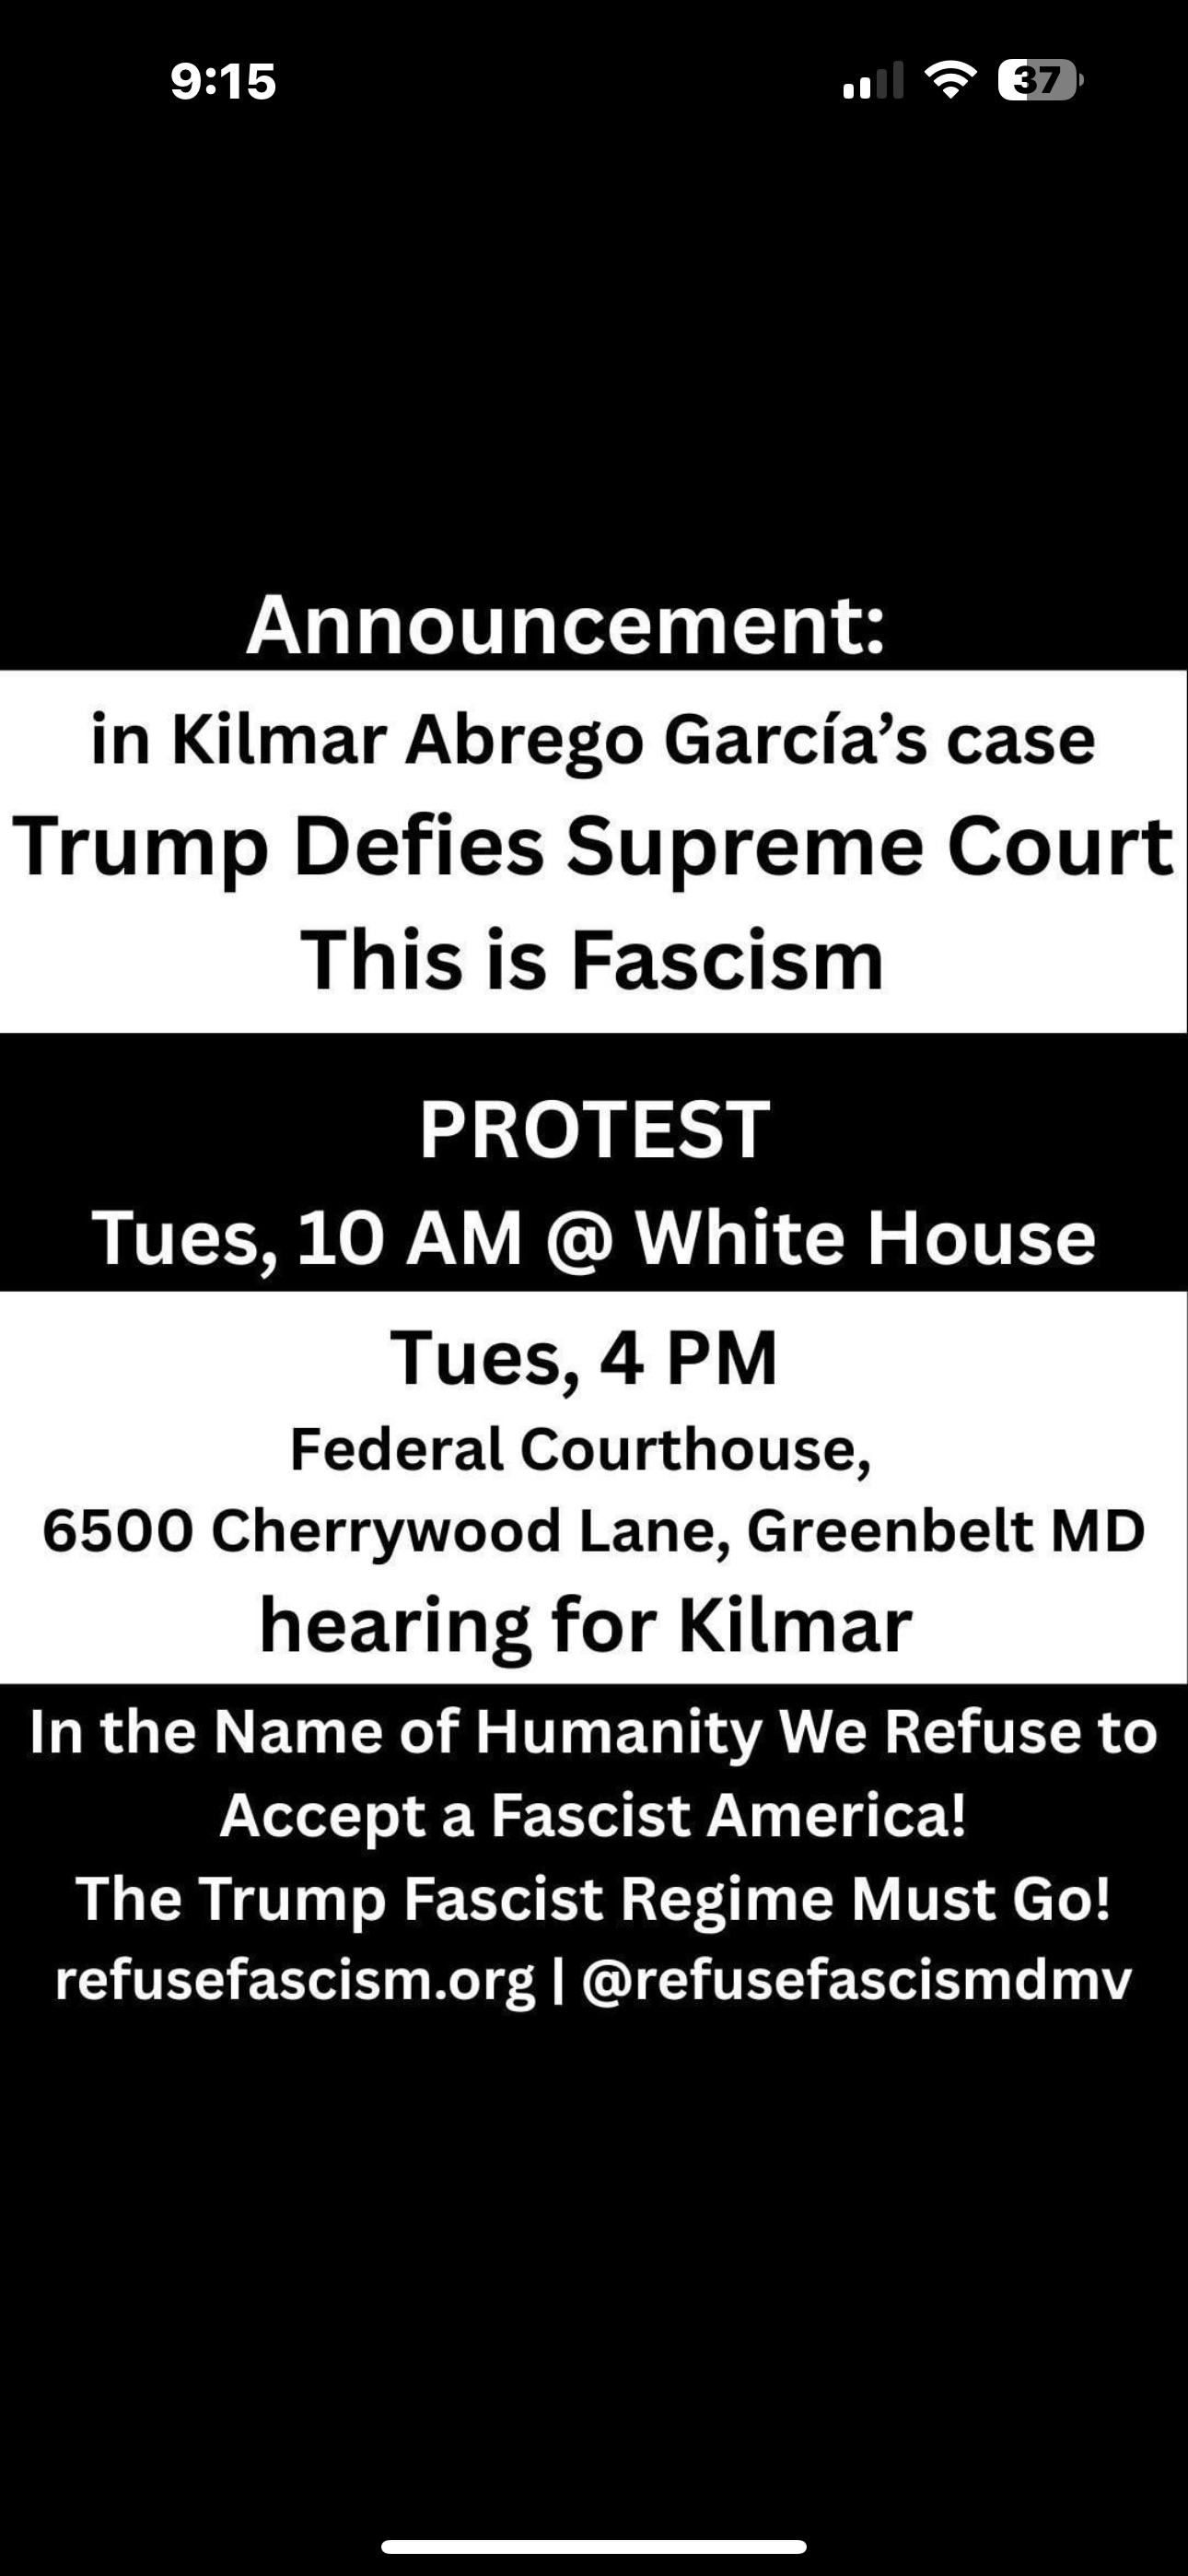 9:15
37
Announcement:
in Kilmar Abrego García’s case
Trump Defies Supreme Court
This is Fascism
PROTEST
Tues, 10 AM @ White House
Tues, 4 PM
Federal Courthouse,
6500 Cherrywood Lane, Greenbelt MD
hearing for Kilmar
In the Name of Humanity We Refuse to
Accept a Fascist America!
The Trump Fascist Regime Must Go!
refusefascism.org | @refusefascismdmv